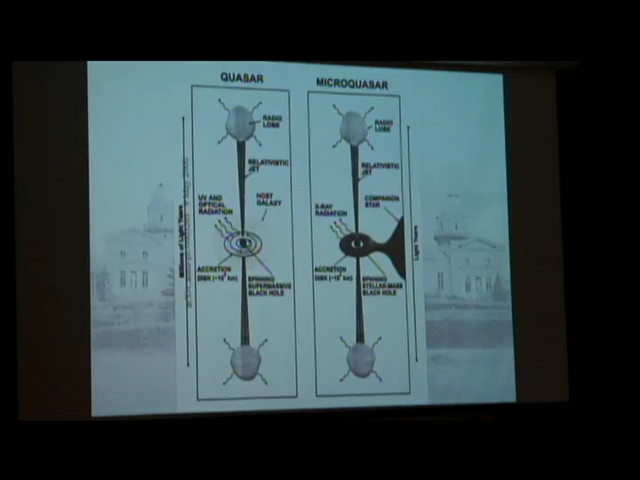 QUASAR
RADIO
LOBE
RELATIVISTIC
JET
UV AND
OPTICAL
RADIATION
HOST
GALAXY
ACCRETION
DISK
SPINNING
SUPERMASSIVE
BLACK HOLE
Millions of Light Years
MICROQUASAR
RADIO
LOBE
RELATIVISTIC
JET
X-RAY
RADIATION
COMPANION
STAR
ACCRETION
DISK
SPINNING
STELLAR-MASS
BLACK HOLE
Light Years